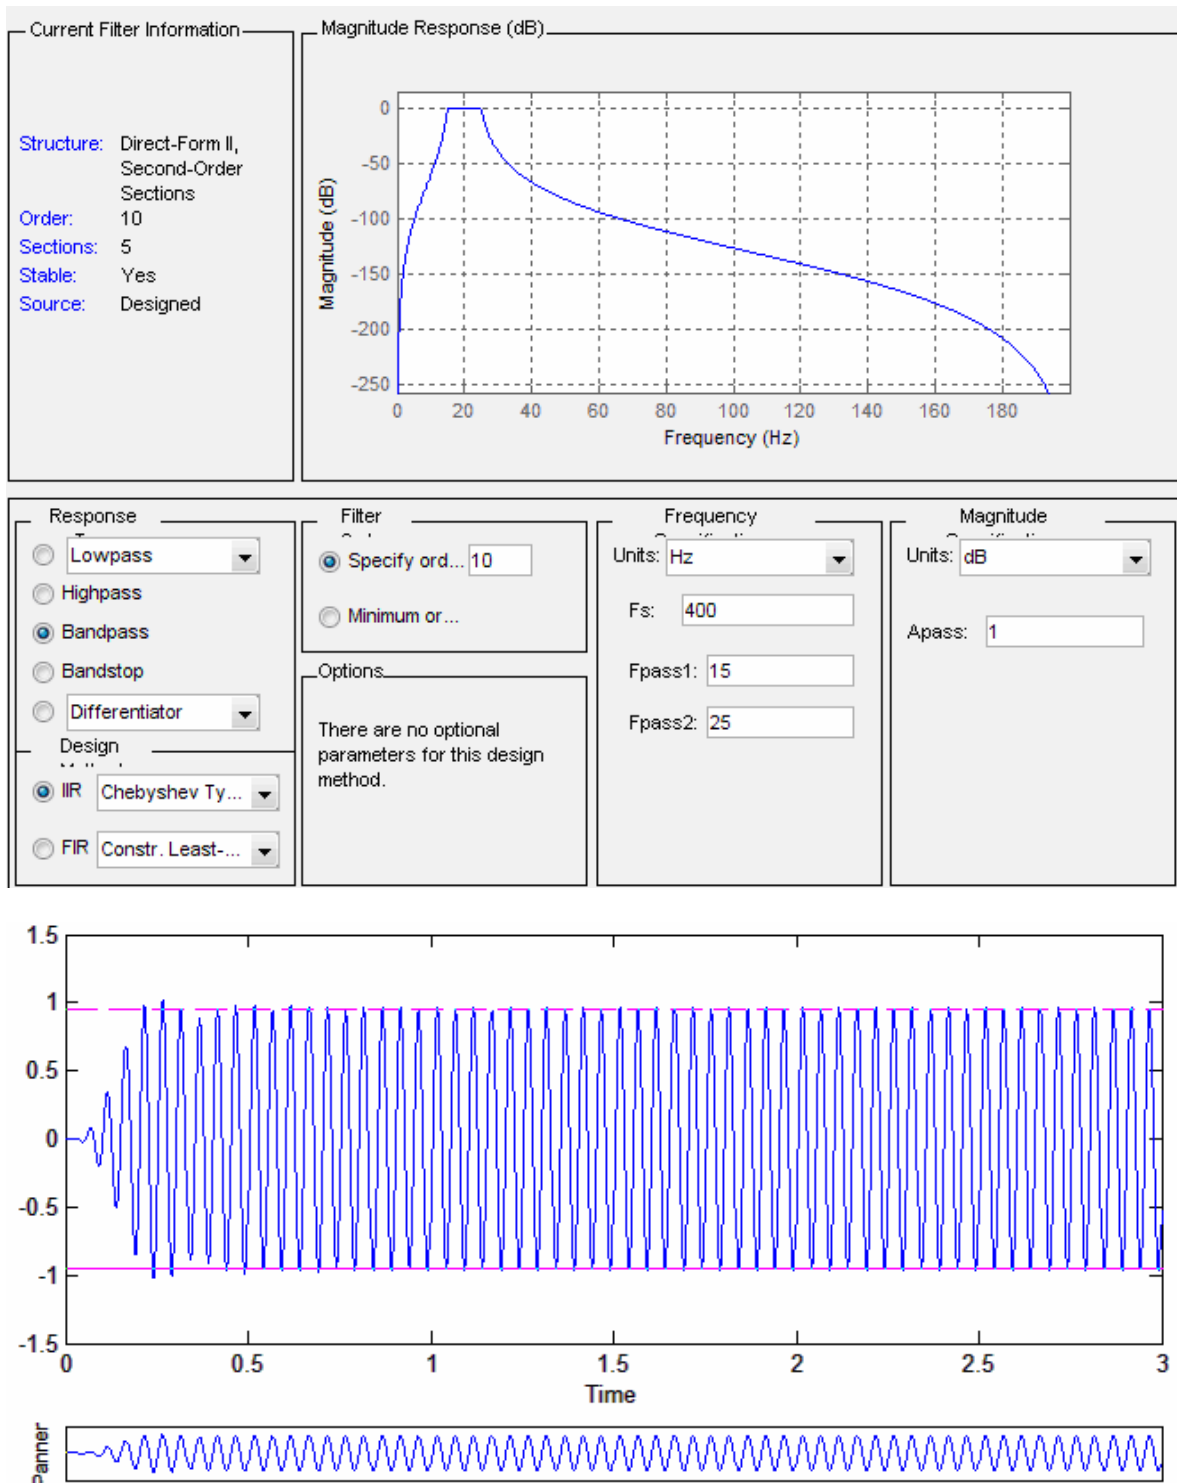 Current Filter Information
Structure: Direct-Form II,
Second-Order
Sections
Order: 10
Sections: 5
Stable: Yes
Source: Designed
Magnitude Response (dB)
0
-50
-100
-150
-200
-250
Magnitude (dB)
0 20 40 60 80 100 120 140 160 180
Frequency (Hz)
Response
Lowpass
Highpass
Bandpass
Bandstop
Differentiator
Design
IIR Chebyshev Ty...
FIR Constr. Least-...
Filter
Specify ord... 10
Minimum or...
Options
There are no optional
parameters for this design
method.
Frequency
Units: Hz
Fs: 400
Fpass1: 15
Fpass2: 25
Magnitude
Units: dB
Apass: 1
1.5
1
0.5
0
-0.5
-1
-1.5
0 0.5 1 1.5 2 2.5 3
Time
Panner